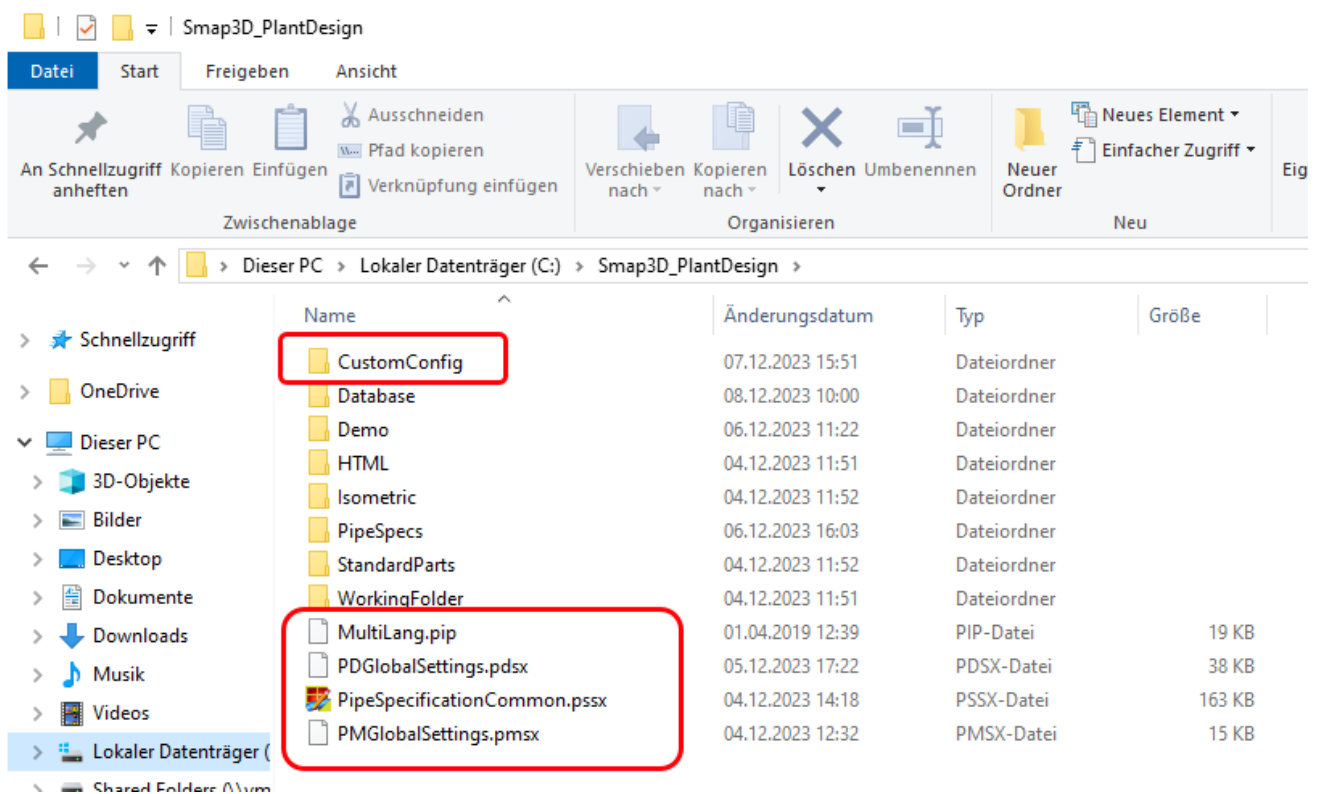 Smap3D_PlantDesign
Datei Start Freigeben Ansicht
An Schnellzugriff anheften
Kopieren
Einfügen
Ausschneiden
Pfad kopieren
Verknüpfung einfügen
Zwischenablage
Verschieben nach
Kopieren nach
Löschen
Umbenennen
Organisieren
Neuer Ordner
Neues Element
Einfacher Zugriff
Neu
Eig
Dieser PC > Lokaler Datenträger (C:) > Smap3D_PlantDesign >
Schnellzugriff
OneDrive
Dieser PC
3D-Objekte
Bilder
Desktop
Dokumente
Downloads
Musik
Videos
Lokaler Datenträger (
Shared Folders (\\vm
Name Änderungsdatum Typ Größe
CustomConfig 07.12.2023 15:51 Dateiordner
Database 08.12.2023 10:00 Dateiordner
Demo 06.12.2023 11:22 Dateiordner
HTML 04.12.2023 11:51 Dateiordner
Isometric 04.12.2023 11:52 Dateiordner
PipeSpecs 06.12.2023 16:03 Dateiordner
StandardParts 04.12.2023 11:52 Dateiordner
WorkingFolder 04.12.2023 11:51 Dateiordner
MultiLang.pip 01.04.2019 12:39 PIP-Datei 19 KB
PDGlobalSettings.pdsx 05.12.2023 17:22 PDSX-Datei 38 KB
PipeSpecificationCommon.pssx 04.12.2023 14:18 PSSX-Datei 163 KB
PMGlobalSettings.pmsx 04.12.2023 12:32 PMSX-Datei 15 KB